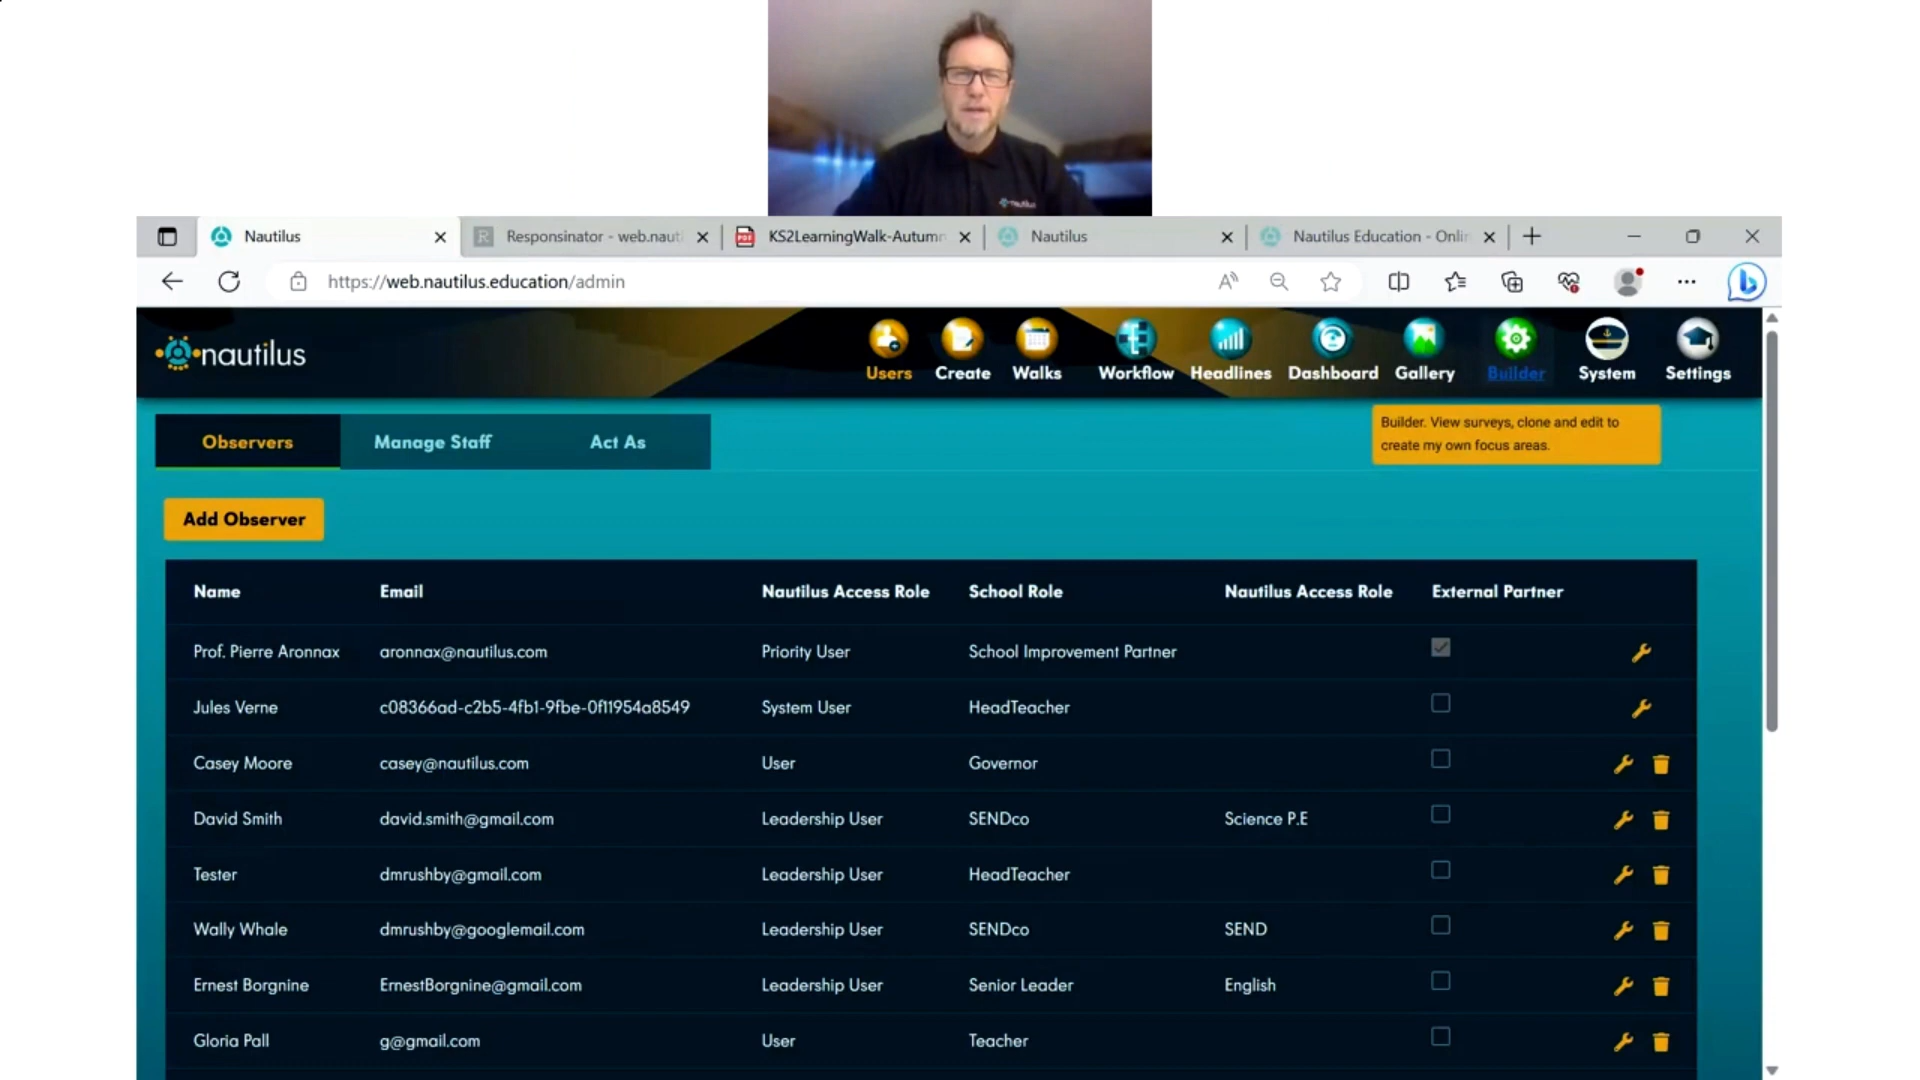 nautilus
Nautilus
Responsinator - web.nauti
PDF
KS2LearningWalk-Autumn
Nautilus
Nautilus Education - Onlin
https://web.nautilus.education/admin
nautilus
Users
Create
Walks
Workflow
Headlines
Dashboard
Gallery
Builder
System
Settings
Observers
Manage Staff
Act As
Builder. View surveys, clone and edit to
create my own focus areas.
Add Observer
Name Email Nautilus Access Role School Role Nautilus Access Role External Partner
Prof. Pierre Aronnax aronnax@nautilus.com Priority User School Improvement Partner
Jules Verne c08366ad-c2b5-4fb1-9fbe-0f11954a8549 System User HeadTeacher
Casey Moore casey@nautilus.com User Governor
David Smith david.smith@gmail.com Leadership User SENDco Science P.E
Tester dmrushby@gmail.com Leadership User HeadTeacher
Wally Whale dmrushby@googlemail.com Leadership User SENDco SEND
Ernest Borgnine ErnestBorgnine@gmail.com Leadership User Senior Leader English
Gloria Pall g@gmail.com User Teacher